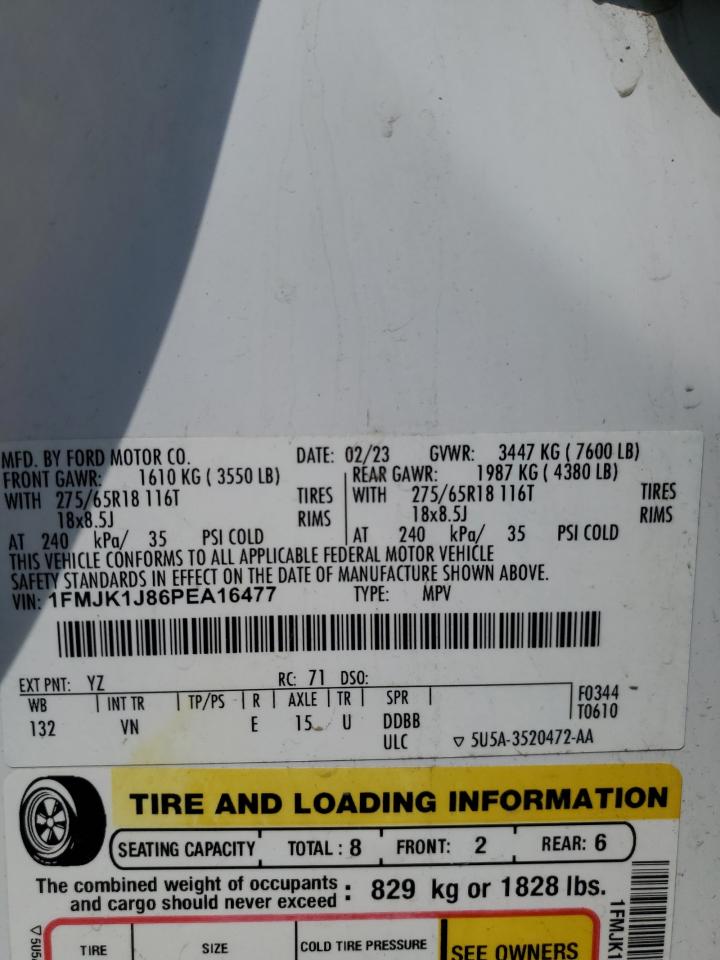 MFD. BY FORD MOTOR CO. DATE: 02/23 GVWR: 3447 KG ( 7600 LB)
FRONT GAWR: 1610 KG ( 3550 LB) REAR GAWR: 1987 KG ( 4380 LB)
WITH 275/65R18 116T TIRES WITH 275/65R18 116T TIRES
18x8.5J RIMS 18x8.5J RIMS
AT 240 kPa/ 35 PSI COLD AT 240 kPa/ 35 PSI COLD
THIS VEHICLE CONFORMS TO ALL APPLICABLE FEDERAL MOTOR VEHICLE
SAFETY STANDARDS IN EFFECT ON THE DATE OF MANUFACTURE SHOWN ABOVE.
VIN: 1FMJK1J86PEA16477 TYPE: MPV
EXT PNT: YZ RC: 71 DSO:
WB INT TR TP/PS R AXLE TR SPR F0344
132 VN E 15 U DDBB T0610
ULC ▽ 5U5A-3520472-AA
TIRE AND LOADING INFORMATION
SEATING CAPACITY TOTAL : 8 FRONT: 2 REAR: 6
The combined weight of occupants
and cargo should never exceed : 829 kg or 1828 lbs.
TIRE SIZE COLD TIRE PRESSURE SEE OWNERS
▽ 5U5
1FMJK1